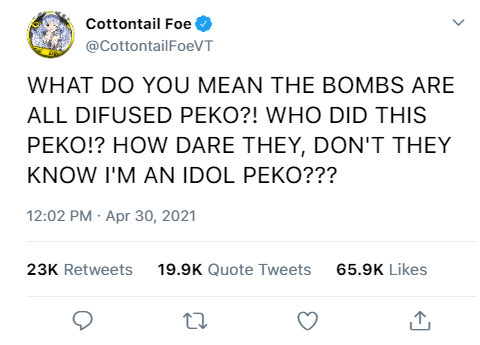 Cottontail Foe
@CottontailFoeVT
WHAT DO YOU MEAN THE BOMBS ARE
ALL DIFUSED PEKO?! WHO DID THIS
PEKO!? HOW DARE THEY, DON'T THEY
KNOW I'M AN IDOL PEKO???
12:02 PM · Apr 30, 2021
23K Retweets 19.9K Quote Tweets 65.9K Likes